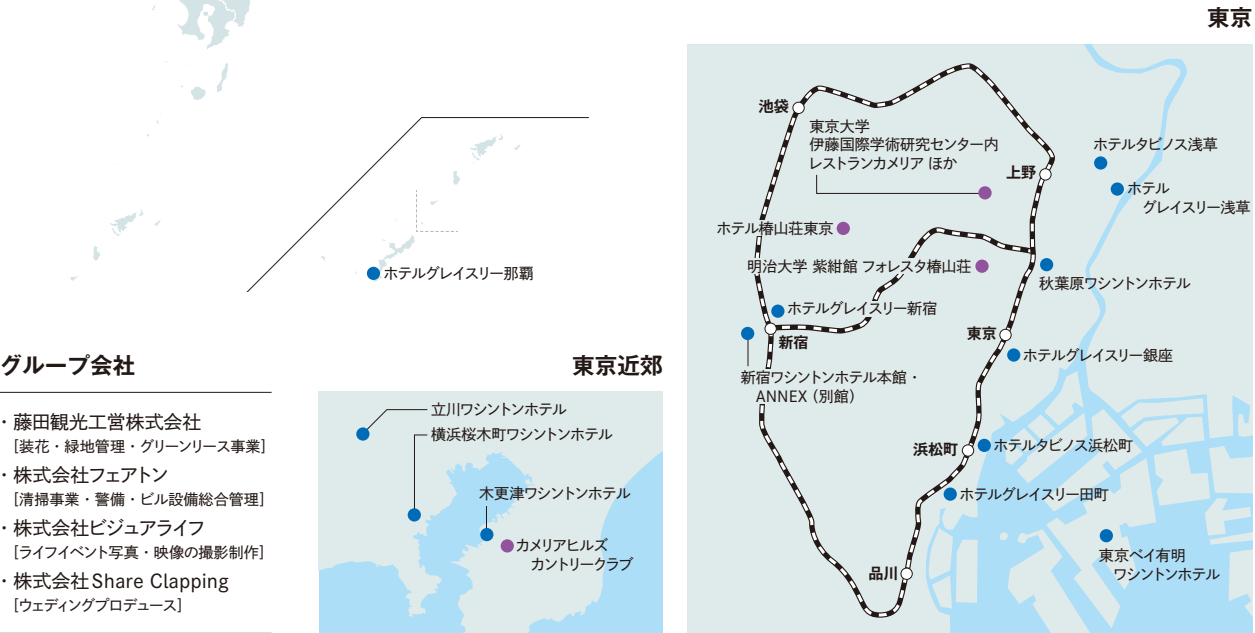 ホテルグレイスリー那覇
グループ会社
・藤田観光工営株式会社
［装花・緑地管理・グリーンリース事業］
・株式会社フェアトン
［清掃事業・警備・ビル設備総合管理］
・株式会社ビジュアライフ
［ライフイベント写真・映像の撮影制作］
・株式会社Share Clapping
［ウェディングプロデュース］
東京近郊
立川ワシントンホテル
横浜桜木町ワシントンホテル
木更津ワシントンホテル
カメリアヒルズ
カントリークラブ
東京
池袋
東京大学
伊藤国際学術研究センター内
レストランカメリア ほか
上野
ホテルタビノス浅草
ホテル
グレイスリー浅草
ホテル椿山荘東京
明治大学 紫紺館 フォレスタ椿山荘
秋葉原ワシントンホテル
ホテルグレイスリー新宿
新宿
東京
ホテルグレイスリー銀座
新宿ワシントンホテル本館・
ANNEX（別館）
浜松町
ホテルタビノス浜松町
ホテルグレイスリー田町
東京ベイ有明
ワシントンホテル
品川